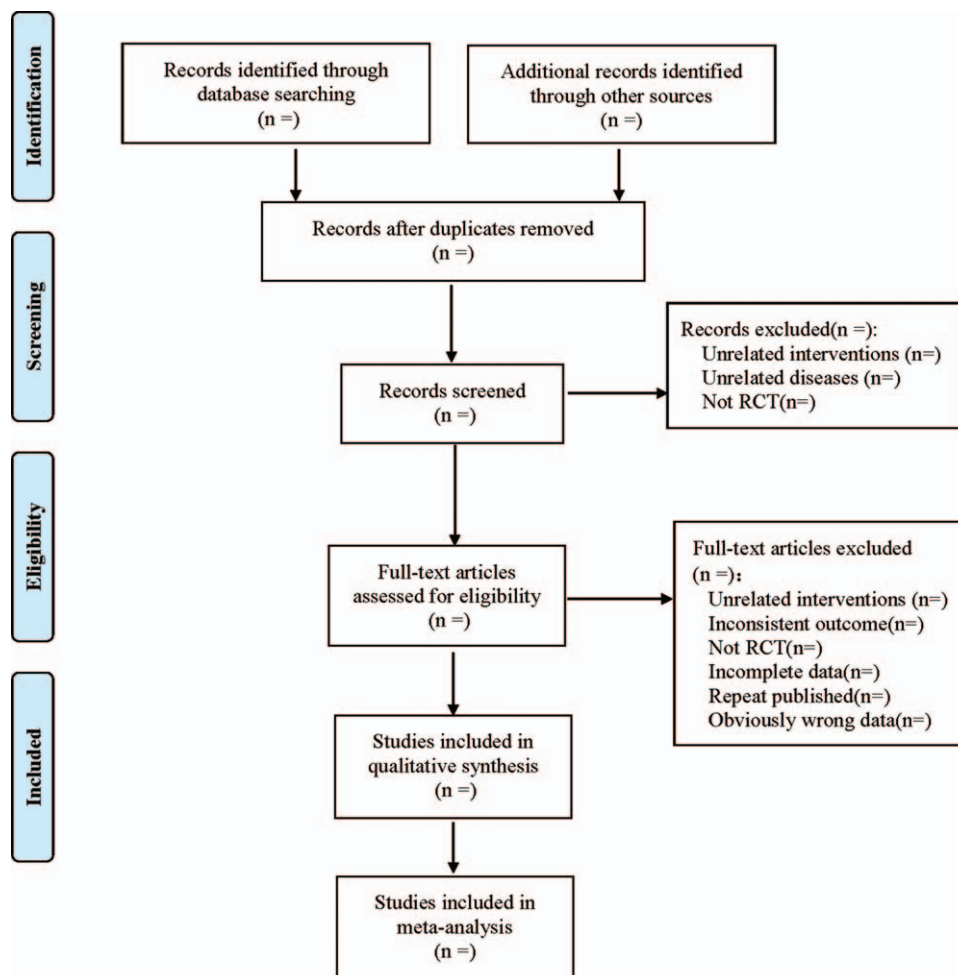 Identification
Records identified through
database searching
(n =)
Additional records identified
through other sources
(n =)
Records after duplicates removed
(n =)
Screening
Records screened
(n =)
Records excluded(n =):
Unrelated interventions (n=)
Unrelated diseases (n=)
Not RCT(n=)
Eligibility
Full-text articles
assessed for eligibility
(n =)
Full-text articles excluded
(n =):
Unrelated interventions (n=)
Inconsistent outcome(n=)
Not RCT(n=)
Incomplete data(n=)
Repeat published(n=)
Obviously wrong data(n=)
Included
Studies included in
qualitative synthesis
(n =)
Studies included in
meta-analysis
(n =)